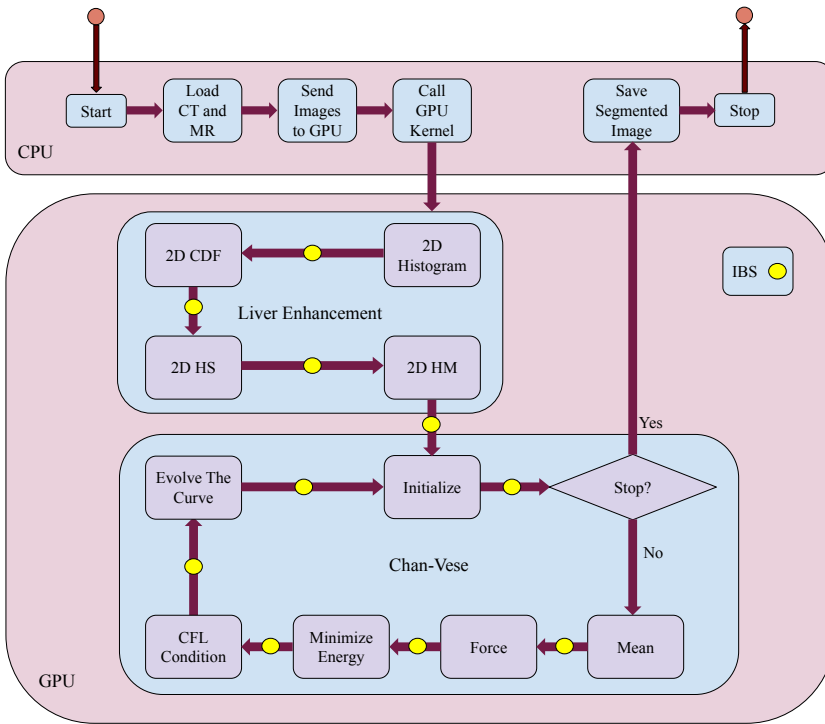 Start
Load
CT and
MR
Send
Images
to GPU
Call
GPU
Kernel
Save
Segmented
Image
Stop
CPU
2D CDF
2D
Histogram
IBS
Liver Enhancement
2D HS
2D HM
Yes
Evolve The
Curve
Initialize
Stop?
No
Chan-Vese
CFL
Condition
Minimize
Energy
Force
Mean
GPU